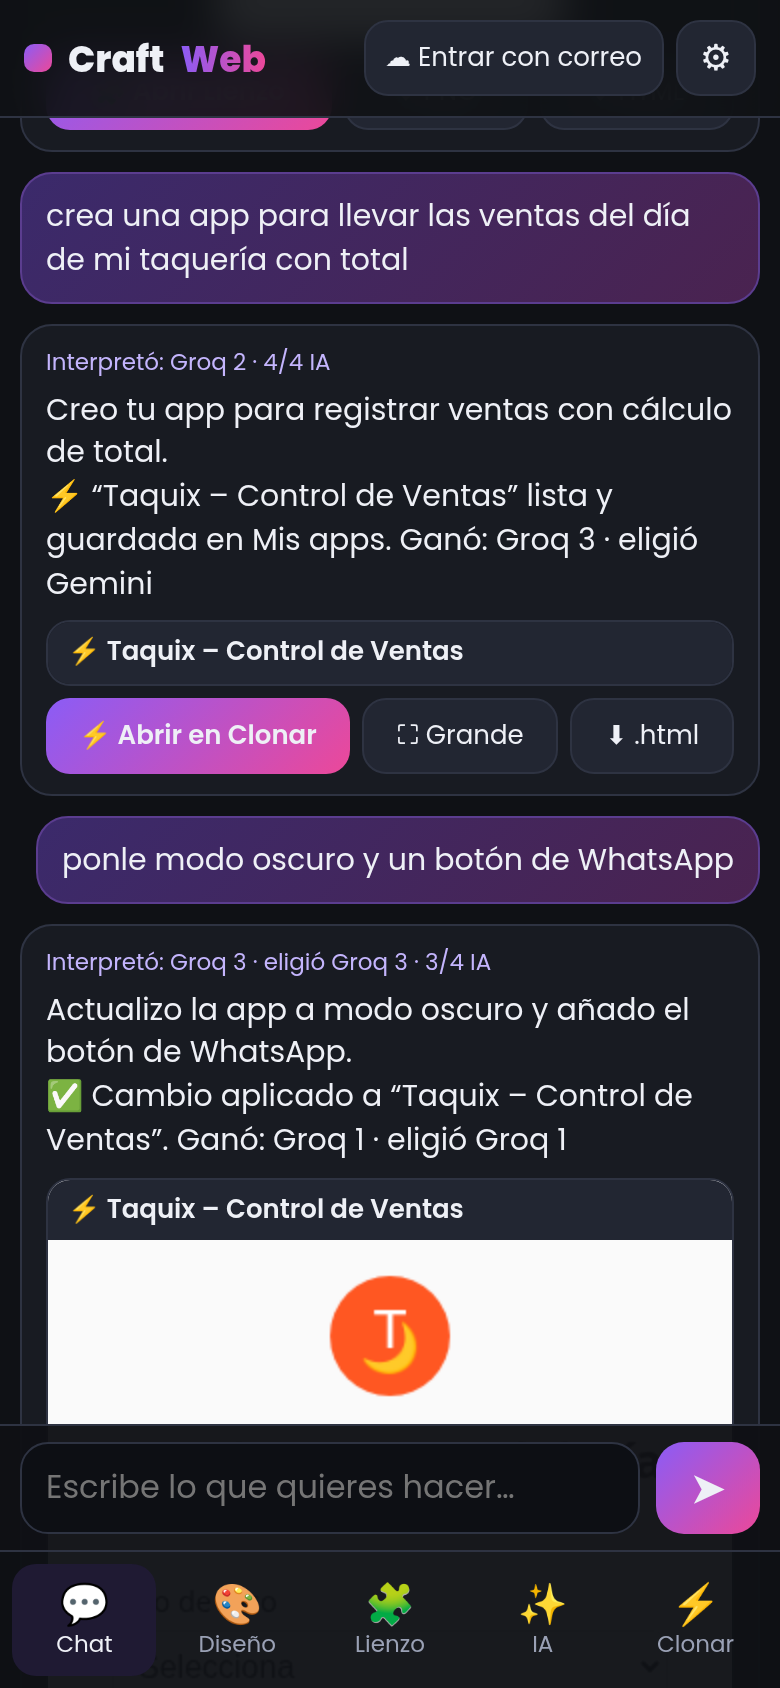 Craft Web
☁ Entrar con correo
⚙
crea una app para llevar las ventas del día
de mi taquería con total
Interpretó: Groq 2 · 4/4 IA
Creo tu app para registrar ventas con cálculo
de total.
⚡ “Taquix – Control de Ventas” lista y
guardada en Mis apps. Ganó: Groq 3 · eligió
Gemini
⚡ Taquix – Control de Ventas
⚡ Abrir en Clonar
⛶ Grande
⬇ .html
ponle modo oscuro y un botón de WhatsApp
Interpretó: Groq 3 · eligió Groq 3 · 3/4 IA
Actualizo la app a modo oscuro y añado el
botón de WhatsApp.
✅ Cambio aplicado a “Taquix – Control de
Ventas”. Ganó: Groq 1 · eligió Groq 1
⚡ Taquix – Control de Ventas
T
Escribe lo que quieres hacer...
➤
Chat
Diseño
Lienzo
IA
Clonar
Selecciona